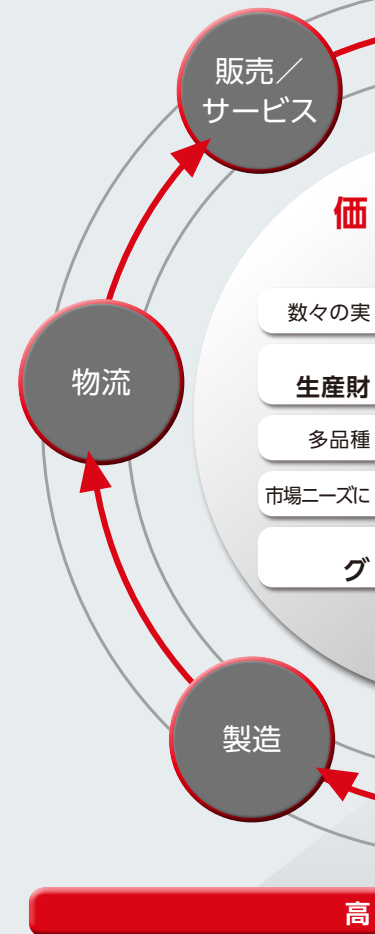 販売／
サービス
価
数々の実
物流
生産財
多品種
市場ニーズに
グ
製造
高